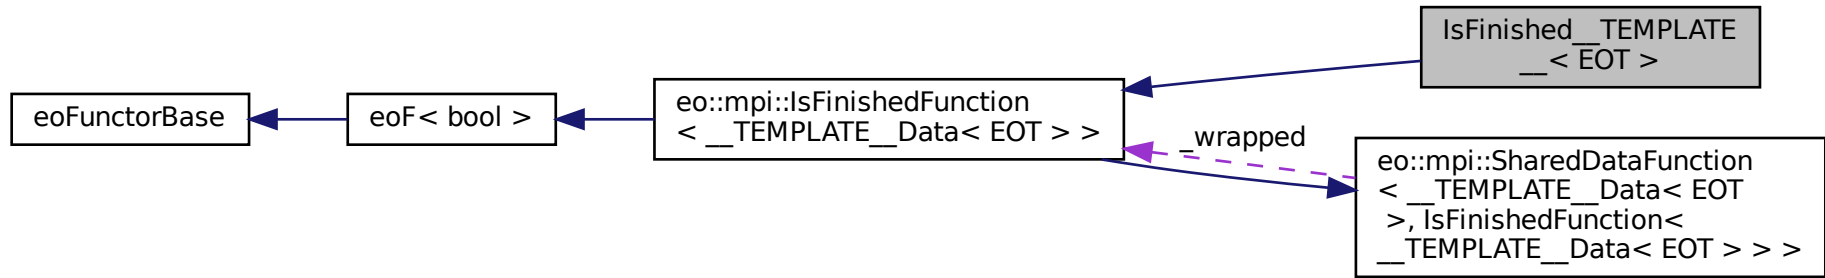 IsFinished__TEMPLATE
__< EOT >
eoFunctorBase
eoF< bool >
eo::mpi::IsFinishedFunction
< __TEMPLATE__Data< EOT > >
_wrapped
eo::mpi::SharedDataFunction
< __TEMPLATE__Data< EOT
>, IsFinishedFunction<
__TEMPLATE__Data< EOT > > >